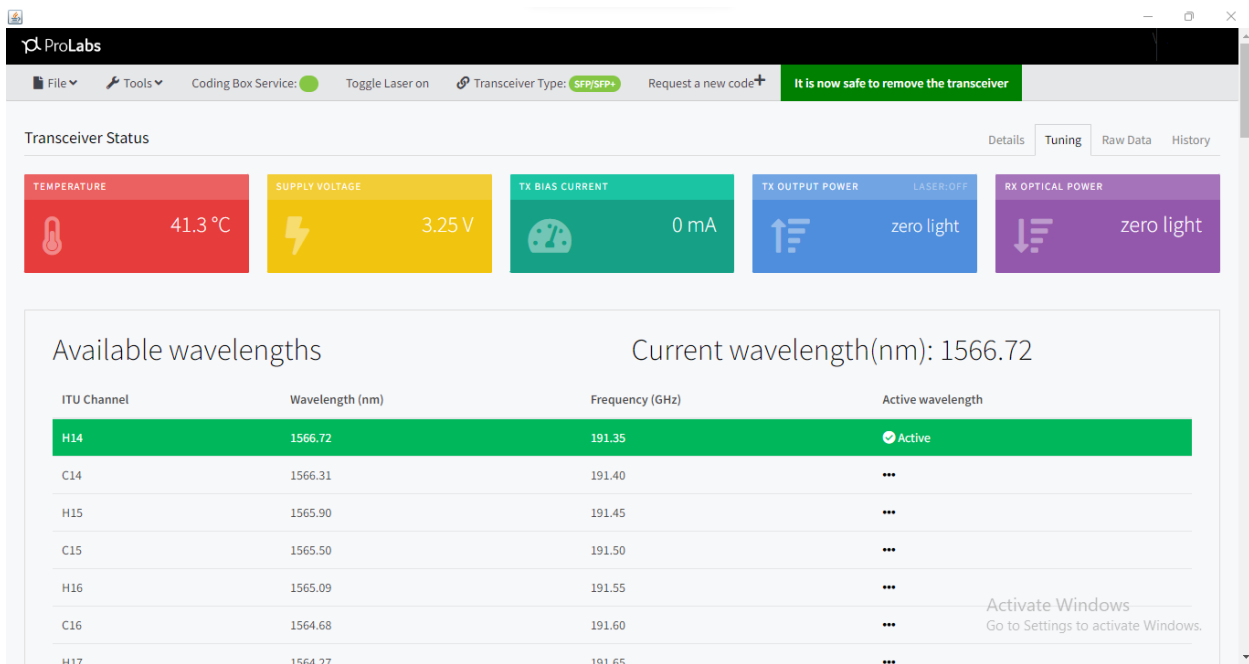 ProLabs
File Tools Coding Box Service: Toggle Laser on Transceiver Type: SFP/SFP+ Request a new code+ It is now safe to remove the transceiver
Transceiver Status Details Tuning Raw Data History
TEMPERATURE SUPPLY VOLTAGE TX BIAS CURRENT TX OUTPUT POWER LASER:OFF RX OPTICAL POWER
41.3 °C 3.25 V 0 mA zero light zero light
Available wavelengths Current wavelength(nm): 1566.72
ITU Channel Wavelength (nm) Frequency (GHz) Active wavelength
H14 1566.72 191.35 Active
C14 1566.31 191.40 •••
H15 1565.90 191.45 •••
C15 1565.50 191.50 •••
H16 1565.09 191.55 •••
C16 1564.68 191.60 •••
H17 1564.27 191.65 •••
Activate Windows
Go to Settings to activate Windows.